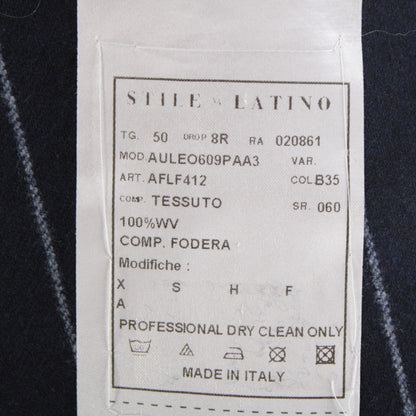 STILE LATINO
TG. 50 DROP 8R RA 020861
MOD. AULEO609PAA3 VAR.
ART. AFLF412 COL. B35
COMP. TESSUTO SR. 060
100%WV
COMP. FODERA
Modifiche :
X S H F
A
PROFESSIONAL DRY CLEAN ONLY
MADE IN ITALY